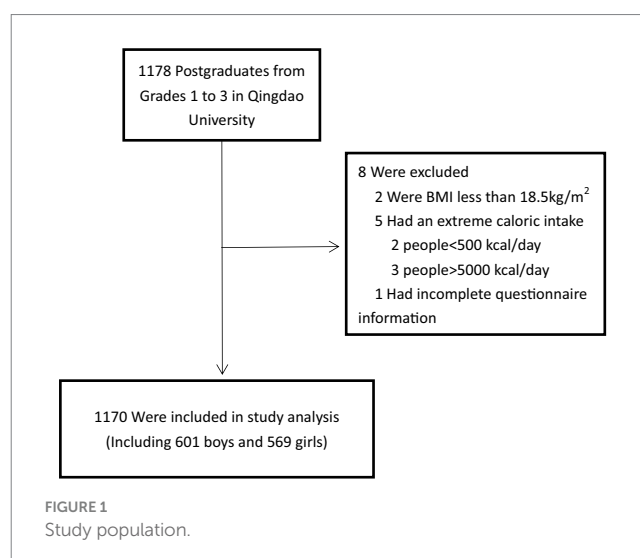 1178 Postgraduates from
Grades 1 to 3 in Qingdao
University
8 Were excluded
2 Were BMI less than 18.5kg/m²
5 Had an extreme caloric intake
2 people<500 kcal/day
3 people>5000 kcal/day
1 Had incomplete questionnaire
information
1170 Were included in study analysis
(Including 601 boys and 569 girls)
FIGURE 1
Study population.